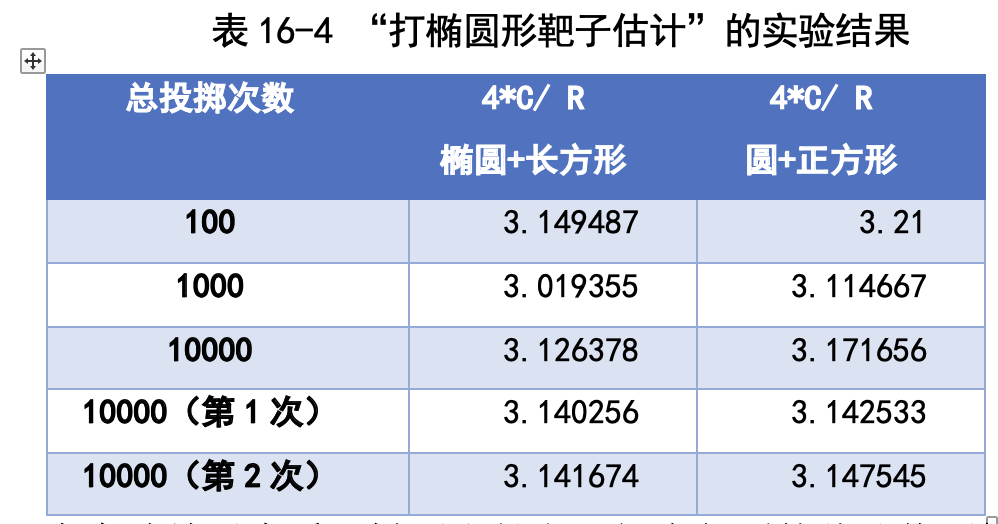 表 16-4 “打椭圆形靶子估计”的实验结果
总投掷次数 4*C/ R 4*C/ R
椭圆+长方形 圆+正方形
100 3.149487 3.21
1000 3.019355 3.114667
10000 3.126378 3.171656
10000（第 1 次） 3.140256 3.142533
10000（第 2 次） 3.141674 3.147545